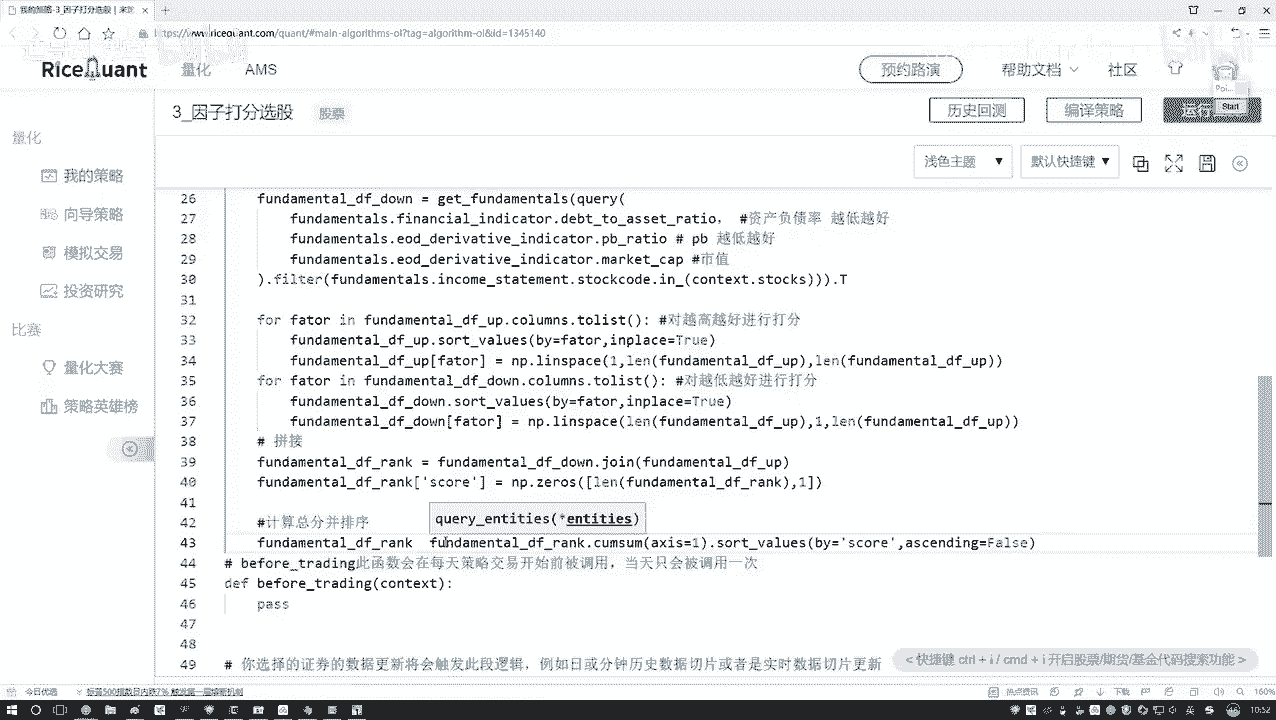 我的策略-3_因子打分选股
www.ricequant.com/quant/#main-algorithms-ol?tag=algorithm-ol&id=1345140
RiceQuant
量化
AMS
预约路演
帮助文档
社区
Start
3_因子打分选股
股票
历史回测
编译策略
量化
我的策略
向导策略
模拟交易
投资研究
比赛
量化大赛
策略英雄榜
浅色主题
默认快捷键
26 fundamental_df_down = get_fundamentals(query(
27 fundamentals.financial_indicator.debt_to_asset_ratio, #资产负债率 越低越好
28 fundamentals.eod_derivative_indicator.pb_ratio # pb 越低越好
29 fundamentals.eod_derivative_indicator.market_cap #市值
30 ).filter(fundamentals.income_statement.stockcode.in_(context.stocks))).T
31
32 for fator in fundamental_df_up.columns.tolist(): #对越高越好进行打分
33 fundamental_df_up.sort_values(by=fator,inplace=True)
34 fundamental_df_up[fator] = np.linspace(1,len(fundamental_df_up),len(fundamental_df_up))
35 for fator in fundamental_df_down.columns.tolist(): #对越低越好进行打分
36 fundamental_df_down.sort_values(by=fator,inplace=True)
37 fundamental_df_down[fator] = np.linspace(len(fundamental_df_up),1,len(fundamental_df_up))
38 # 拼接
39 fundamental_df_rank = fundamental_df_down.join(fundamental_df_up)
40 fundamental_df_rank['score'] = np.zeros([len(fundamental_df_rank),1])
41
query_entities(*entities)
42 #计算总分并排序
43 fundamental_df_rank fundamental_df_rank.cumsum(axis=1).sort_values(by='score',ascending=False)
44 # before_trading此函数会在每天策略交易开始前被调用，当天只会被调用一次
45 def before_trading(context):
46 pass
47
48
49 # 你选择的证券的数据更新将会触发此段逻辑，例如日或分钟历史数据切片或者是实时数据切片更新
<快捷键 ctrl + i / cmd + i 开启股票/期货/基金代码搜索功能 >
今日优选
热点资讯
下载
160%
英
10:52